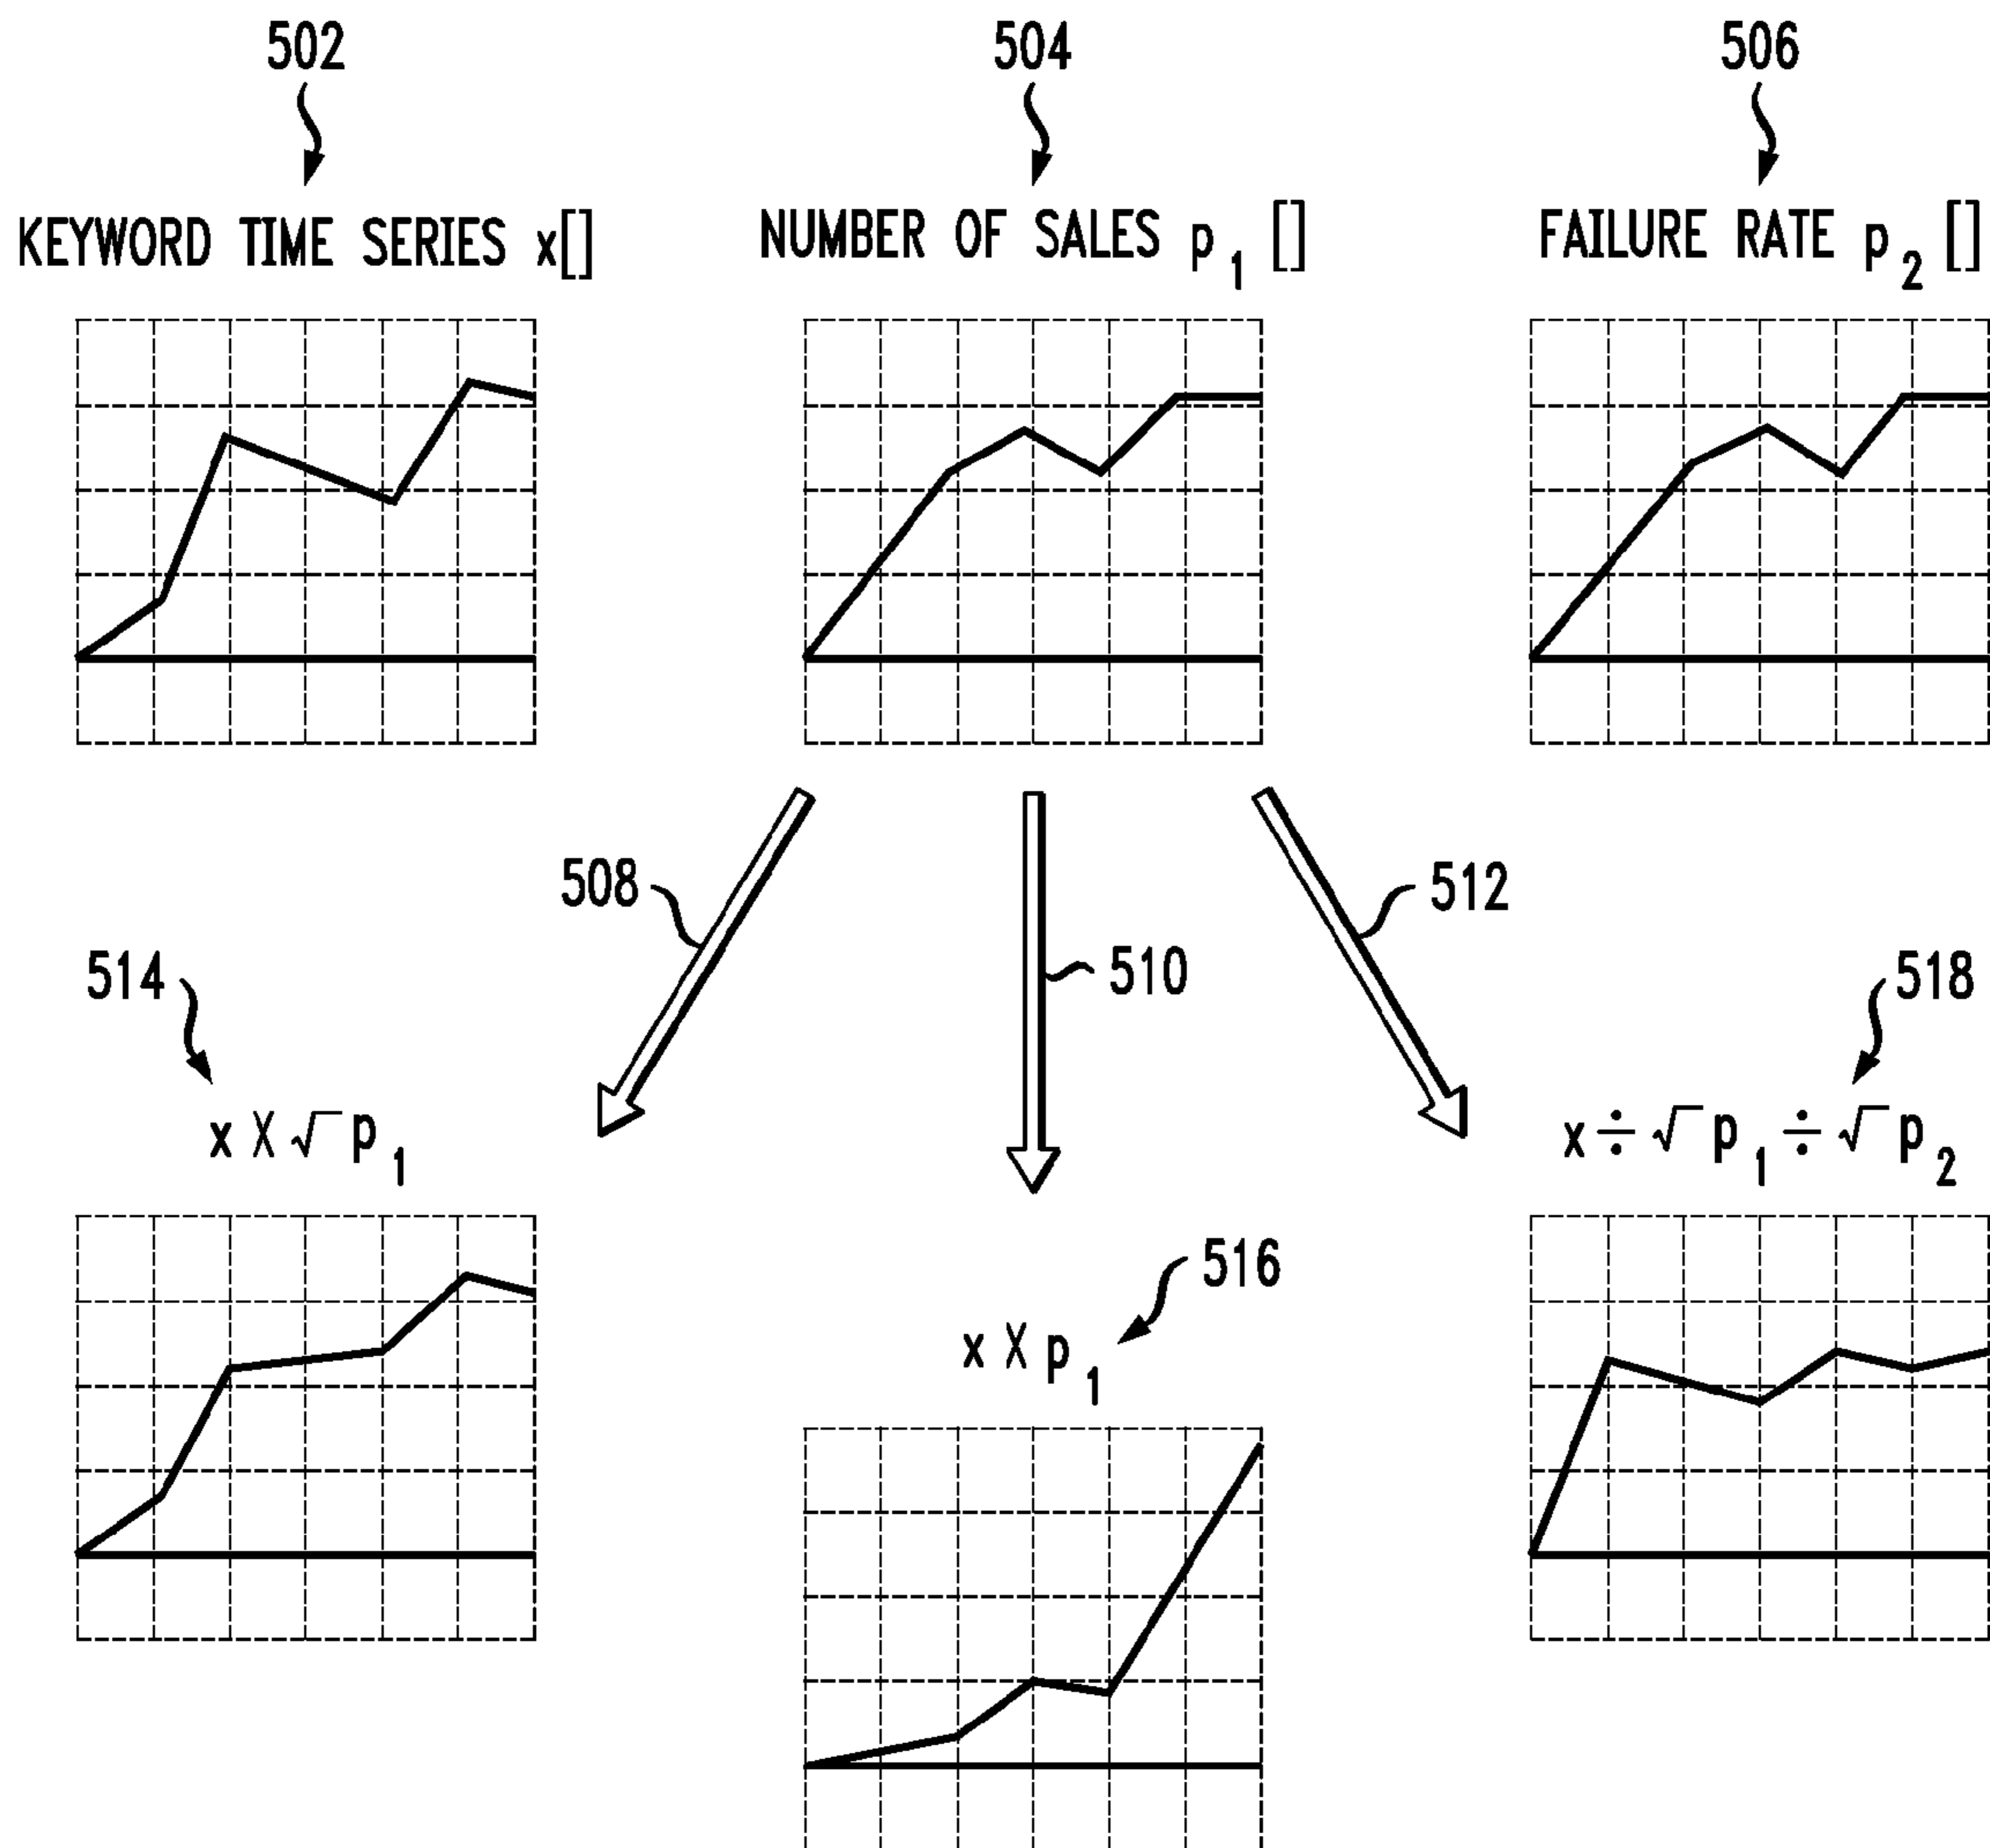 502
504
506
KEYWORD TIME SERIES x[]
NUMBER OF SALES p1 []
FAILURE RATE p2 []
508
510
512
514
518
x X √p1
x ÷ √p1 ÷ √p2
516
x X p1